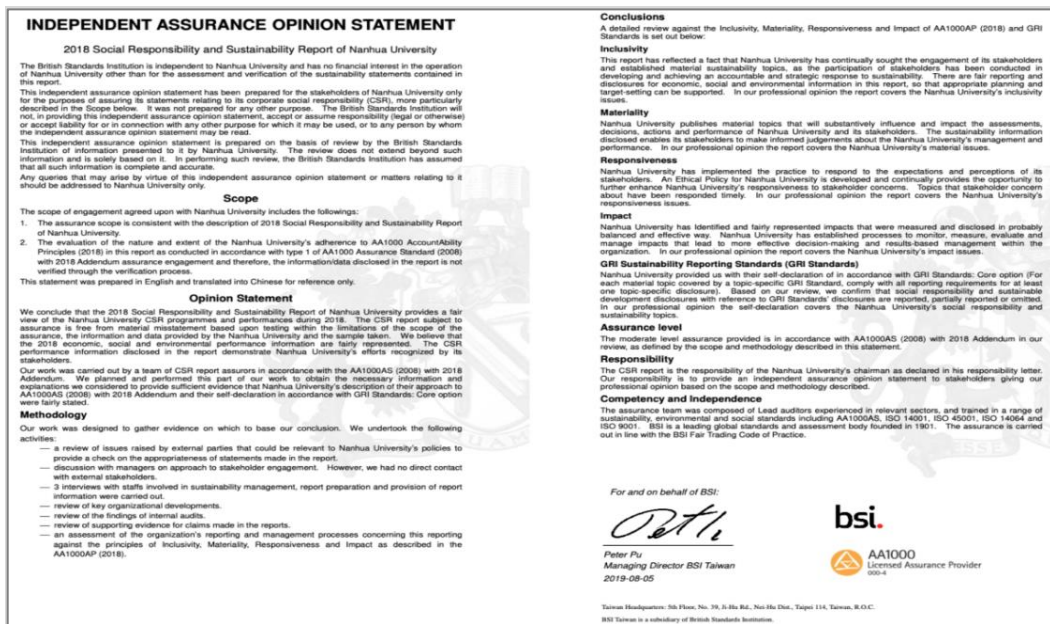 INDEPENDENT ASSURANCE OPINION STATEMENT
2018 Social Responsibility and Sustainability Report of Nanhua University
The British Standards Institution is independent to Nanhua University and has no financial interest in the operation
of Nanhua University other than for the assessment and verification of the sustainability statements contained in
this report.
This independent assurance opinion statement has been prepared for the stakeholders of Nanhua University only
for the purposes of assuring its statements relating to its corporate social responsibility (CSR), more particularly
described in the Scope below. It was not prepared for any other purpose. The British Standards Institution will
not, in providing this independent assurance opinion statement, accept or assume responsibility (legal or otherwise)
or accept liability for or in connection with any other purpose for which it may be used, or to any person by whom
the independent assurance opinion statement may be read.
This independent assurance opinion statement is prepared on the basis of review by the British Standards
Institution of information presented to it by Nanhua University. The review does not extend beyond such
information and is solely based on it. In performing such review, the British Standards Institution has assumed
that all such information is complete and accurate.
Any queries that may arise by virtue of this independent assurance opinion statement or matters relating to it
should be addressed to Nanhua University only.
Scope
The scope of engagement agreed upon with Nanhua University includes the following:
1. The assurance scope is consistent with the description of 2018 Social Responsibility and Sustainability Report
of Nanhua University.
2. The evaluation of the nature and extent of the Nanhua University's adherence to AA1000 AccountAbility
Principles (2018) in this report as conducted in accordance with type 1 of AA1000 Assurance Standard (2008)
with 2018 Addendum assurance engagement and therefore, the information/data disclosed in the report is not
verified through the verification process.
This statement was prepared in English and translated into Chinese for reference only.
Opinion Statement
We conclude that the 2018 Social Responsibility and Sustainability Report of Nanhua University provides a fair
view of the Nanhua University CSR programmes and performances during 2018. The CSR report subject to
assurance is free from material misstatement based upon testing within the limitations of the scope of the
assurance, the information and data provided by the Nanhua University and the sample taken. We believe that
the 2018 economic, social and environmental performance information are fairly represented. The CSR
performance information disclosed in the report demonstrate Nanhua University's efforts recognized by its
stakeholders.
Our work was carried out by a team of CSR report assurors in accordance with the AA1000AS (2008) with 2018
Addendum. We planned and performed this part of our work to obtain the necessary information and
explanations we considered to provide sufficient evidence that Nanhua University's description of their approach to
AA1000AS (2008) with 2018 Addendum and their self-declaration in accordance with GRI Standards: Core option
were fairly stated.
Methodology
Our work was designed to gather evidence on which to base our conclusion. We undertook the following
activities:
— a review of issues raised by external parties that could be relevant to Nanhua University's policies to
provide a check on the appropriateness of statements made in the report.
— discussion with managers on approach to stakeholder engagement. However, we had no direct contact
with external stakeholders.
— 3 interviews with staffs involved in sustainability management, report preparation and provision of report
information were carried out.
— review of key organizational developments.
— review of the findings of internal audits.
— review of supporting evidence for claims made in the reports.
— an assessment of the organization's reporting and management processes concerning this reporting
against the principles of Inclusivity, Materiality, Responsiveness and Impact as described in the
AA1000AP (2018).
Conclusions
A detailed review against the Inclusivity, Materiality, Responsiveness and Impact of AA1000AP (2018) and GRI
Standards is set out below:
Inclusivity
This report has reflected a fact that Nanhua University has continually sought the engagement of its stakeholders
and established material sustainability topics, as the participation of stakeholders has been conducted in
developing and achieving an accountable and strategic response to sustainability. There are fair reporting and
disclosures for economic, social and environmental information in this report, so that appropriate planning and
target-setting can be supported. In our professional opinion the report covers the Nanhua University's inclusivity
issues.
Materiality
Nanhua University publishes material topics that will substantively influence and impact the assessments,
decisions, actions and performance of Nanhua University and its stakeholders. The sustainability information
disclosed enables its stakeholders to make informed judgements about the Nanhua University's management and
performance. In our professional opinion the report covers the Nanhua University's material issues.
Responsiveness
Nanhua University has implemented the practice to respond to the expectations and perceptions of its
stakeholders. An Ethical Policy for Nanhua University is developed and continually provides the opportunity to
further enhance Nanhua University's responsiveness to stakeholder concerns. Topics that stakeholder concern
about have been responded timely. In our professional opinion the report covers the Nanhua University's
responsiveness issues.
Impact
Nanhua University has Identified and fairly represented impacts that were measured and disclosed in probably
balanced and effective way. Nanhua University has established processes to monitor, measure, evaluate and
manage impacts that lead to more effective decision-making and results-based management within the
organization. In our professional opinion the report covers the Nanhua University's impact issues.
GRI Sustainability Reporting Standards (GRI Standards)
Nanhua University provided us with their self-declaration of in accordance with GRI Standards: Core option (For
each material topic covered by a topic-specific GRI Standard, comply with all reporting requirements for at least
one topic-specific disclosure). Based on our review, we confirm that social responsibility and sustainable
development disclosures with reference to GRI Standards' disclosures are reported, partially reported or omitted.
In our professional opinion the self-declaration covers the Nanhua University's social responsibility and
sustainability topics.
Assurance level
The moderate level assurance provided is in accordance with AA1000AS (2008) with 2018 Addendum in our
review, as defined by the scope and methodology described in this statement.
Responsibility
The CSR report is the responsibility of the Nanhua University's chairman as declared in his responsibility letter.
Our responsibility is to provide an independent assurance opinion statement to stakeholders giving our
professional opinion based on the scope and methodology described.
Competency and Independence
The assurance team was composed of Lead auditors experienced in relevant sectors, and trained in a range of
sustainability, environmental and social standards including AA1000AS, ISO 14001, ISO 45001, ISO 14064 and
ISO 9001. BSI is a leading global standards and assessment body founded in 1901. The assurance is carried
out in line with the BSI Fair Trading Code of Practice.
For and on behalf of BSI:
Peter Pu
Managing Director BSI Taiwan
2019-08-05
bsi.
AA1000
Licensed Assurance Provider
000-4
Taiwan Headquarters: 5th Floor, No. 39, Ji-Hu Rd., Nei-Hu Dist., Taipei 114, Taiwan, R.O.C.
BSI Taiwan is a subsidiary of British Standards Institution.